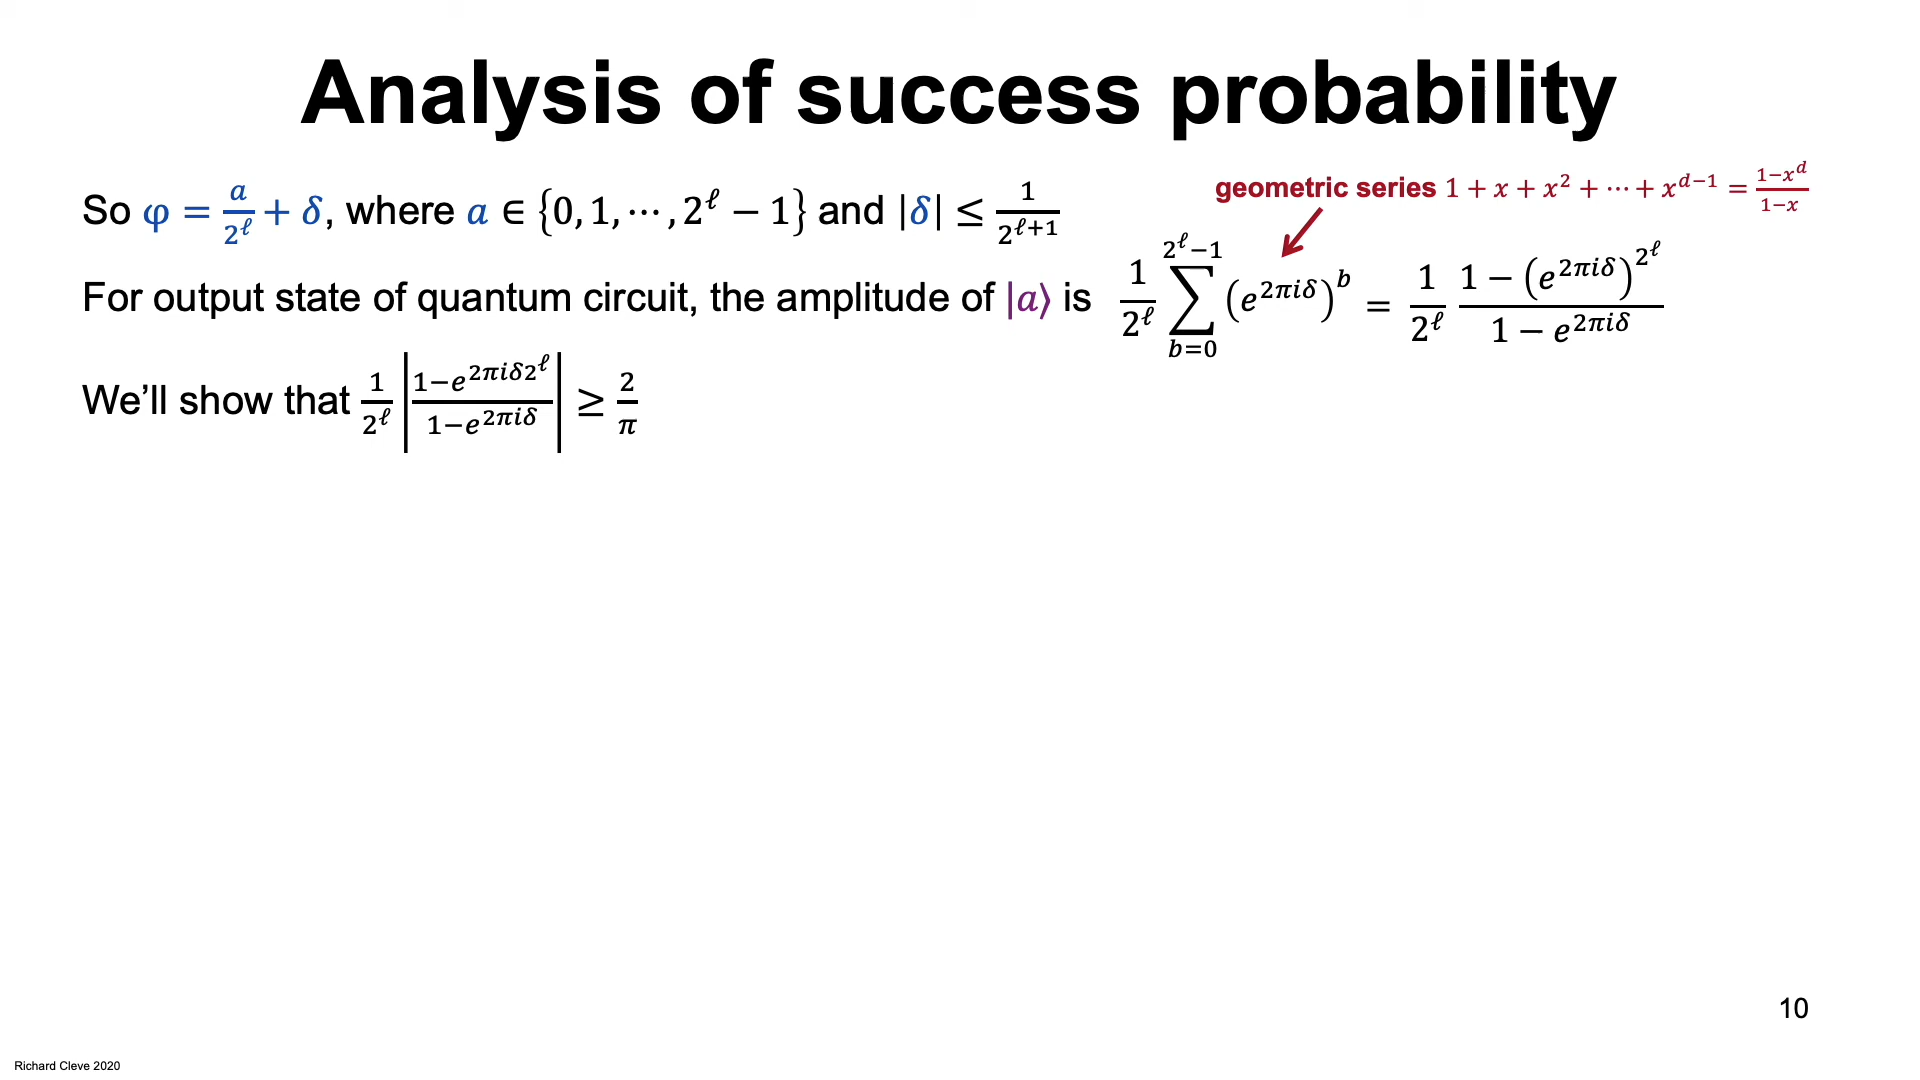 Analysis of success probability
So φ = a/2^ℓ + δ, where a ∈ {0, 1, ⋯, 2^ℓ − 1} and |δ| ≤ 1/2^(ℓ+1)
geometric series 1 + x + x² + ⋯ + x^(d−1) = (1−x^d)/(1−x)
For output state of quantum circuit, the amplitude of |a⟩ is 1/2^ℓ ∑_{b=0}^{2^ℓ−1} (e^(2πiδ))^b = 1/2^ℓ (1 − (e^(2πiδ))^(2^ℓ))/(1 − e^(2πiδ))
We’ll show that 1/2^ℓ |(1−e^(2πiδ2^ℓ))/(1−e^(2πiδ))| ≥ 2/π
10
Richard Cleve 2020